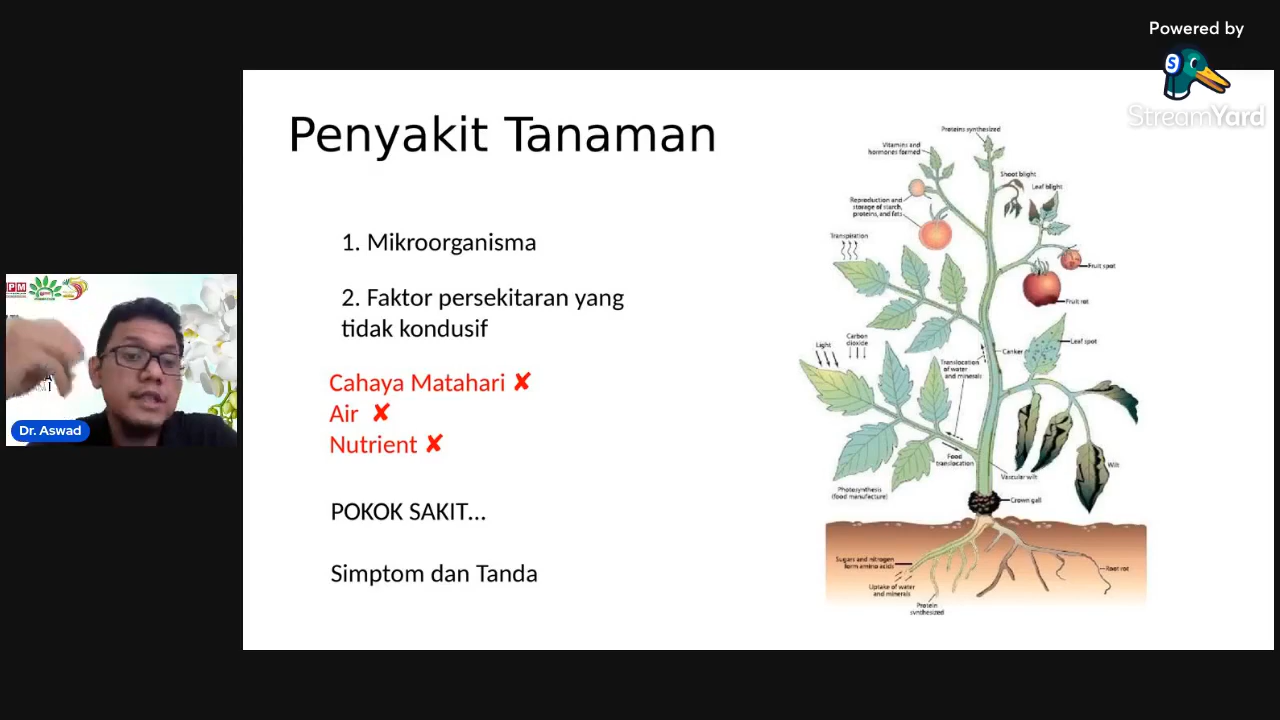 Powered by
S
StreamYard
Penyakit Tanaman
1. Mikroorganisma
2. Faktor persekitaran yang
tidak kondusif
Cahaya Matahari ✘
Air ✘
Nutrient ✘
POKOK SAKIT...
Simptom dan Tanda
Proteins synthesized
Vitamins and
hormones formed
Shoot blight
Leaf blight
Reproduction and
storage of starch,
proteins, and fats
Transpiration
Fruit spot
Fruit rot
Light
Carbon
dioxide
Leaf spot
Canker
Translocation
of water
and minerals
Food
translocation
Wilt
Vascular wilt
Photosynthesis
(food manufacture)
Crown gall
Sugars and nitrogen
form amino acids
Root rot
Uptake of water
and minerals
Protein
synthesized
PM
Dr. Aswad